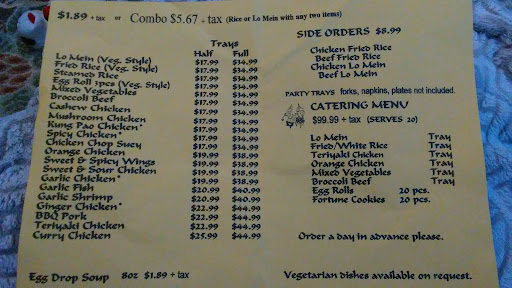 $1.89 + tax or Combo $5.67 + tax (Rice or Lo Mein with any two items)
Trays
Half Full
Lo Mein (Veg. Style) $17.99 $34.99
Fried Rice (Veg. Style) $17.99 $34.99
Steamed Rice $17.99 $34.99
Egg Roll 17pcs (Veg. Style) $17.99 $34.99
Mixed Vegetables $17.99 $34.99
Broccoli Beef $17.99 $34.99
Cashew Chicken $17.99 $34.99
Mushroom Chicken $17.99 $34.99
Kung Pao Chicken* $17.99 $34.99
Spicy Chicken* $17.99 $34.99
Chicken Chop Suey $17.99 $34.99
Orange Chicken $19.99 $38.99
Sweet & Spicy Wings $19.99 $38.99
Sweet & Sour Chicken $19.99 $38.99
Garlic Chicken* $19.99 $38.99
Garlic Fish $20.99 $40.99
Garlic Shrimp $20.99 $40.99
Ginger Chicken* $22.99 $44.99
BBQ Pork $22.99 $44.99
Teriyaki Chicken $22.99 $44.99
Curry Chicken $25.99 $44.99
Egg Drop Soup 8oz $1.89 + tax
SIDE ORDERS $8.99
Chicken Fried Rice
Beef Fried Rice
Chicken Lo Mein
Beef Lo Mein
PARTY TRAYS forks, napkins, plates not included.
CATERING MENU
$99.99 + tax (SERVES 20)
Lo Mein Tray
Fried/White Rice Tray
Teriyaki Chicken Tray
Orange Chicken Tray
Mixed Vegetables Tray
Broccoli Beef Tray
Egg Rolls 20 pcs.
Fortune Cookies 20 pcs.
Order a day in advance please.
Vegetarian dishes available on request.